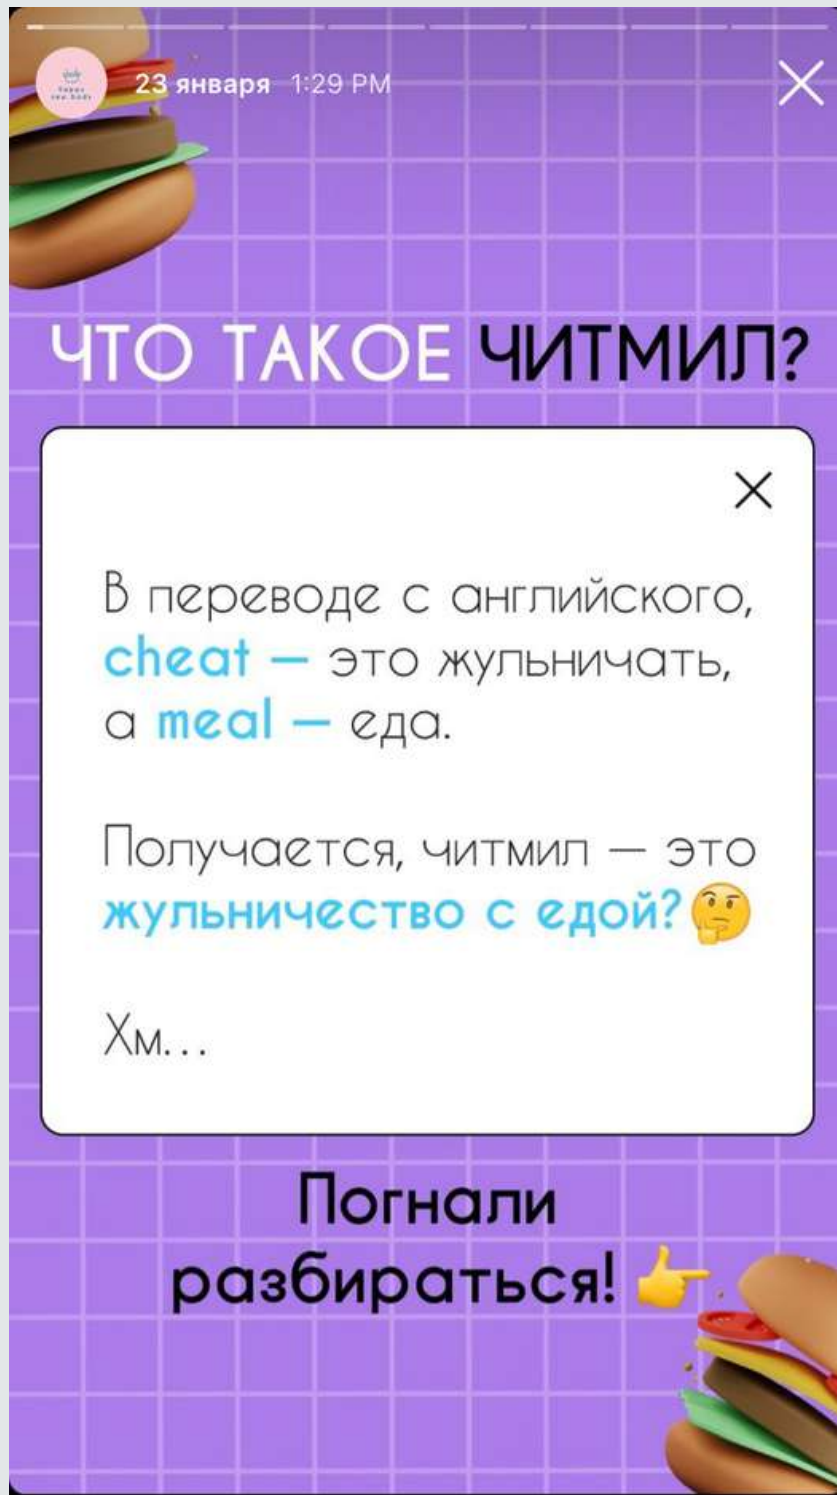 23 января 1:29 PM
ЧТО ТАКОЕ ЧИТМИЛ?
В переводе с английского,
cheat — это жульничать,
а meal — еда.
Получается, читмил — это
жульничество с едой?🤔
Хм...
Погнали
разбираться! 👉